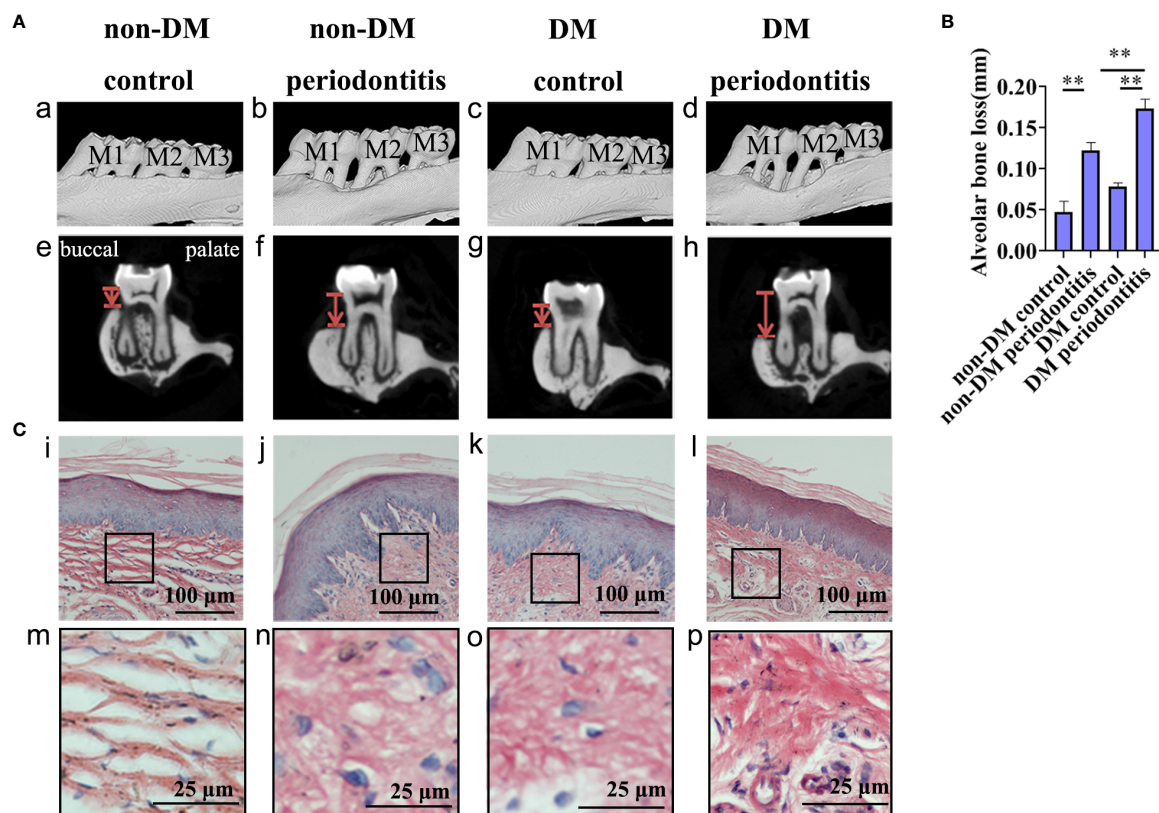 A
non-DM
control
non-DM
periodontitis
DM
control
DM
periodontitis
a
M1 M2 M3
b
M1 M2 M3
c
M1 M2 M3
d
M1 M2 M3
e
buccal palate
f
g
h
B
Alveolar bone loss(mm)
0.20
0.15
0.10
0.05
0.00
**
**
**
non-DM control
non-DM periodontitis
DM control
DM periodontitis
C
i
100 µm
j
100 µm
k
100 µm
l
100 µm
m
25 µm
n
25 µm
o
25 µm
p
25 µm